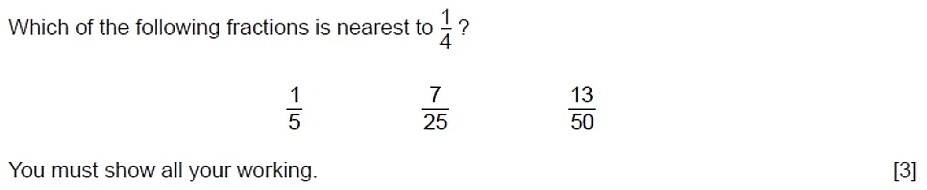 Which of the following fractions is nearest to 1/4 ?
1/5 7/25 13/50
You must show all your working. [3]